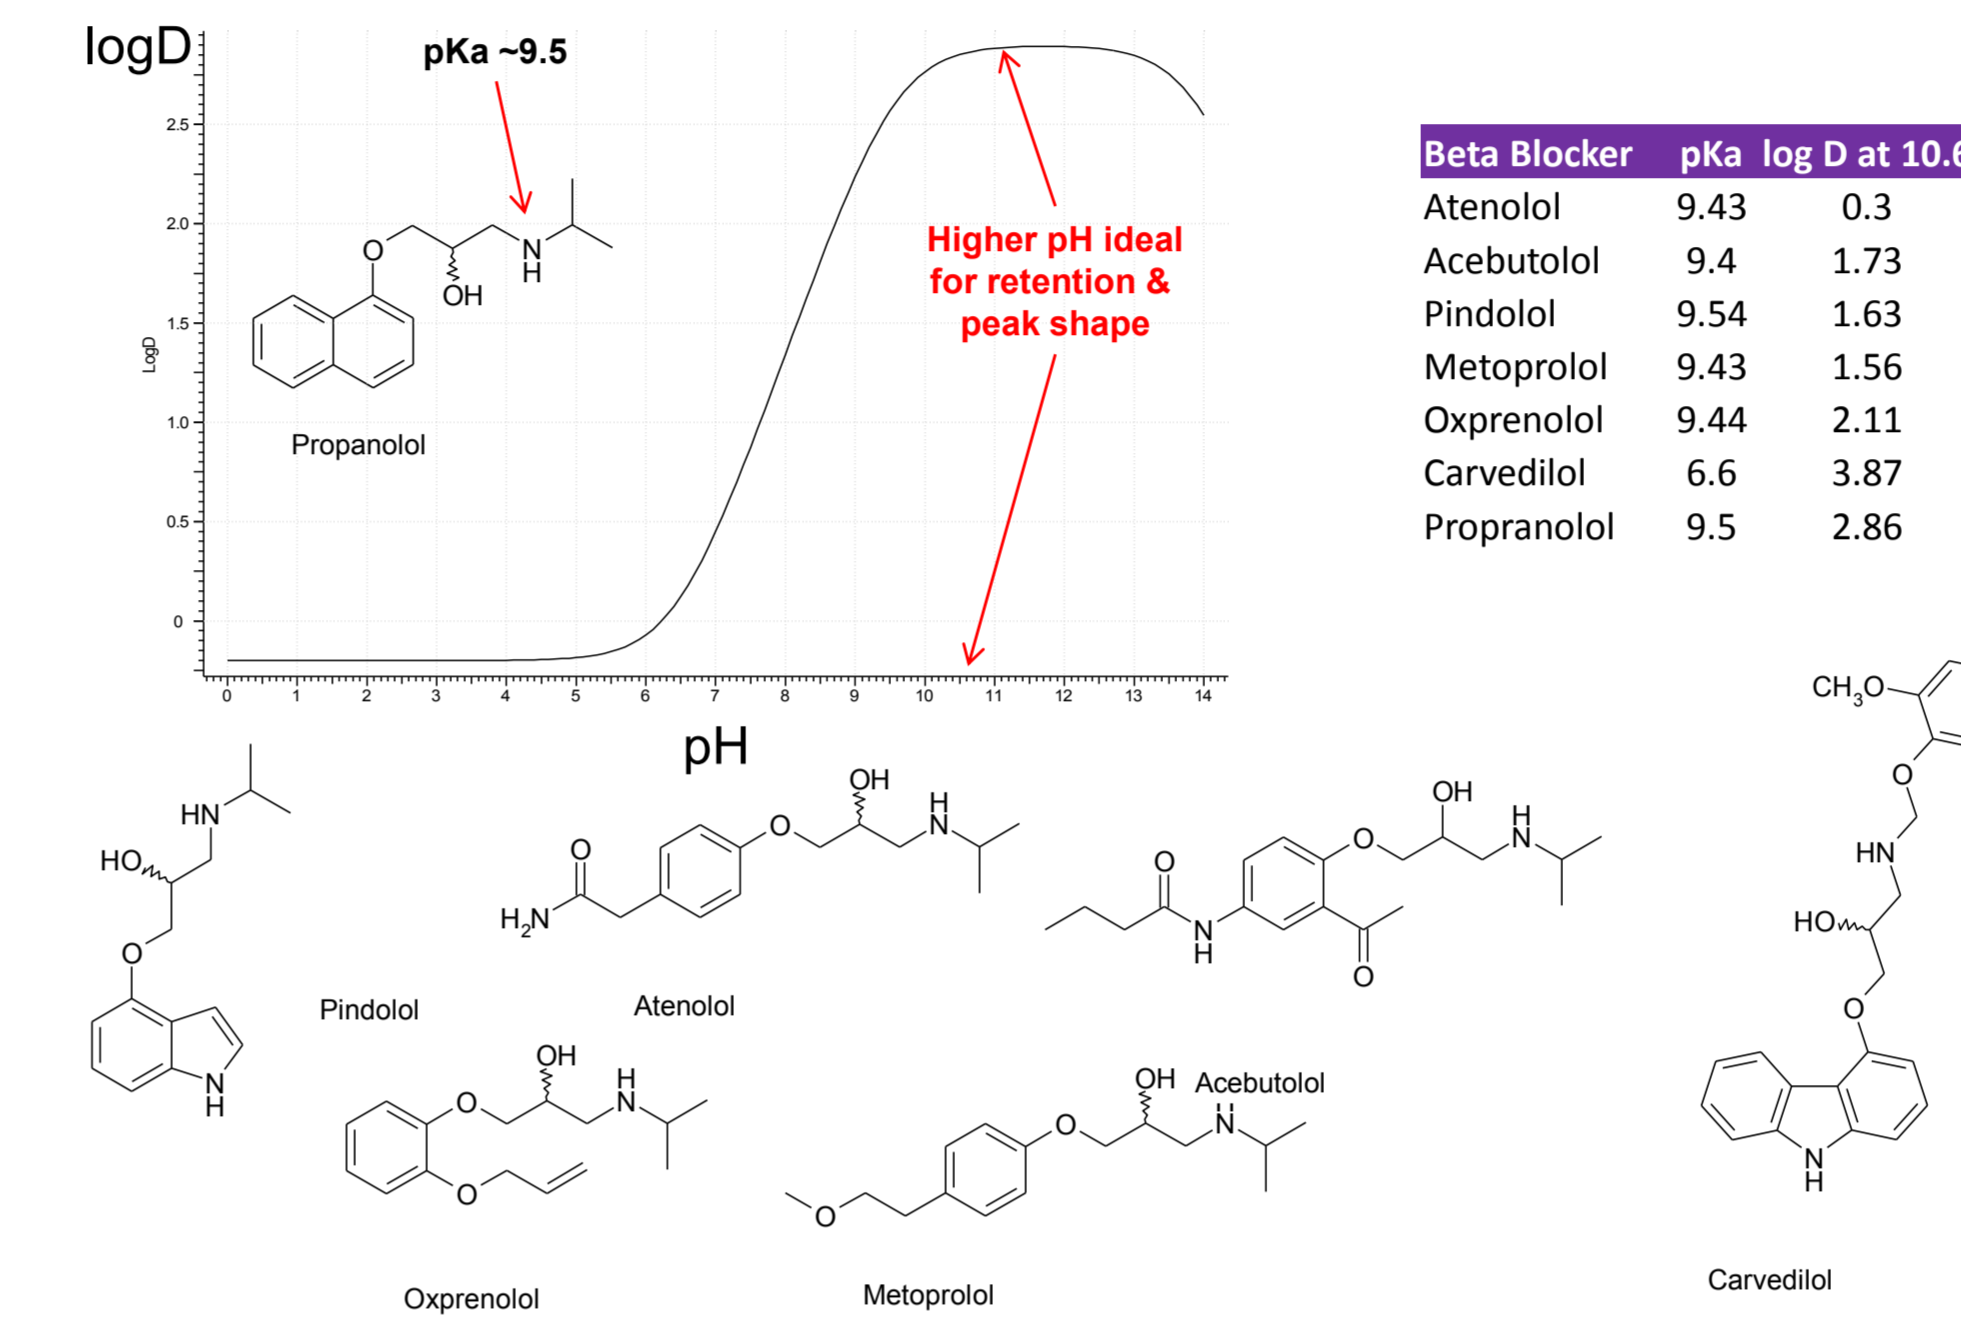 logD
pKa ~9.5
2.5
2.0
1.5
1.0
0.5
0
LogD
O
OH
N
H
Propanolol
Higher pH ideal
for retention &
peak shape
0 1 2 3 4 5 6 7 8 9 10 11 12 13 14
pH
Beta Blocker pKa log D at 10.6
Atenolol 9.43 0.3
Acebutolol 9.4 1.73
Pindolol 9.54 1.63
Metoprolol 9.43 1.56
Oxprenolol 9.44 2.11
Carvedilol 6.6 3.87
Propranolol 9.5 2.86
HN
HO
O
N
H
Pindolol
OH
H
N
O
O
H2N
Atenolol
OH
H
N
O
O
N
H
O
Acebutolol
CH3O
O
HN
HO
O
N
H
Carvedilol
OH
H
N
O
O
Oxprenolol
OH
H
N
O
O
Metoprolol